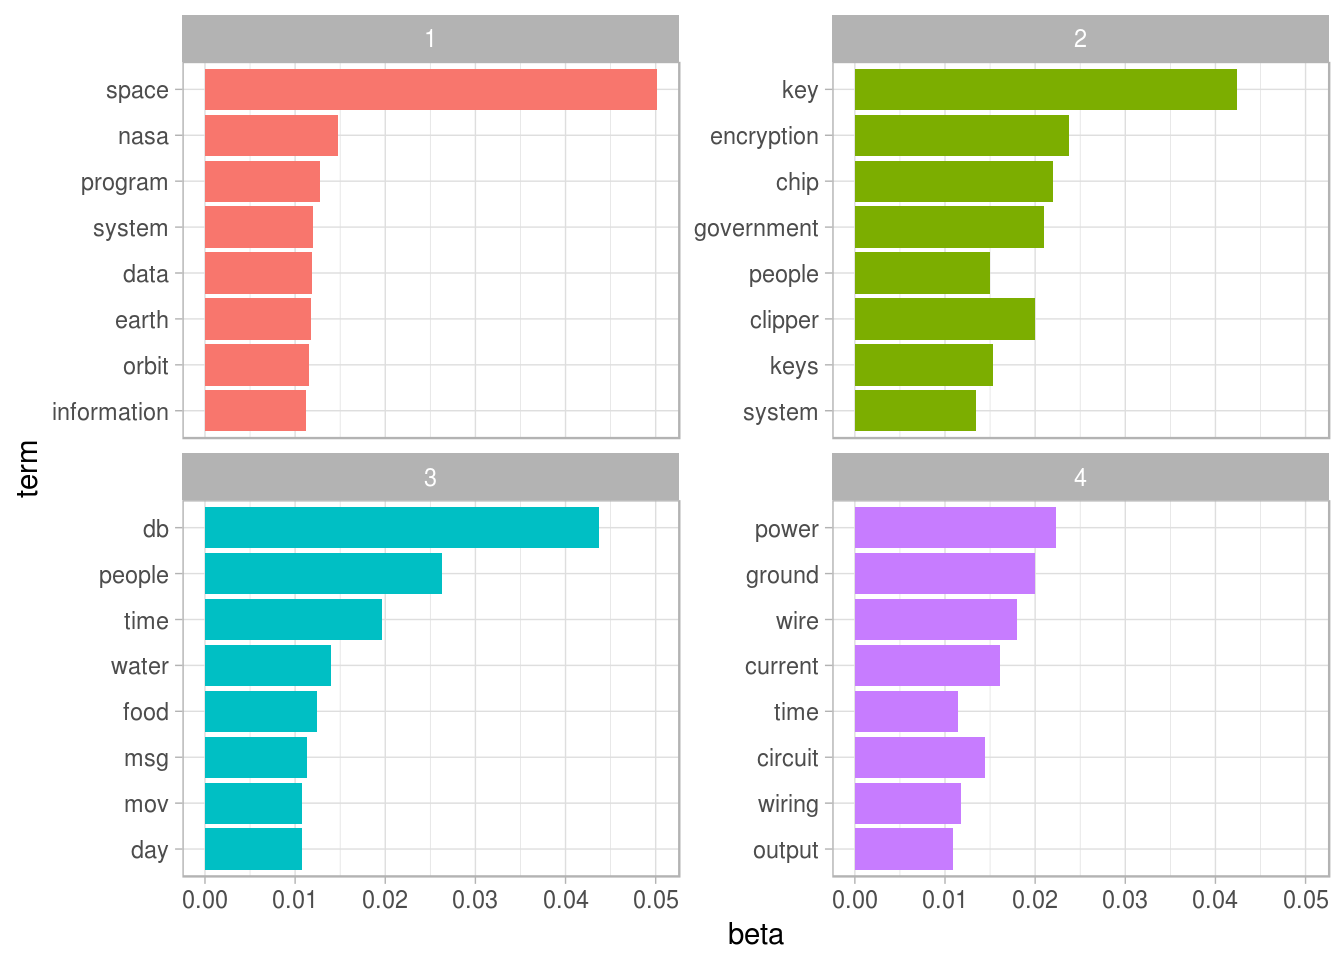 1
space
nasa
program
system
data
earth
orbit
information
2
key
encryption
chip
government
people
clipper
keys
system
term
3
db
people
time
water
food
msg
mov
day
0.00 0.01 0.02 0.03 0.04 0.05
4
power
ground
wire
current
time
circuit
wiring
output
0.00 0.01 0.02 0.03 0.04 0.05
beta